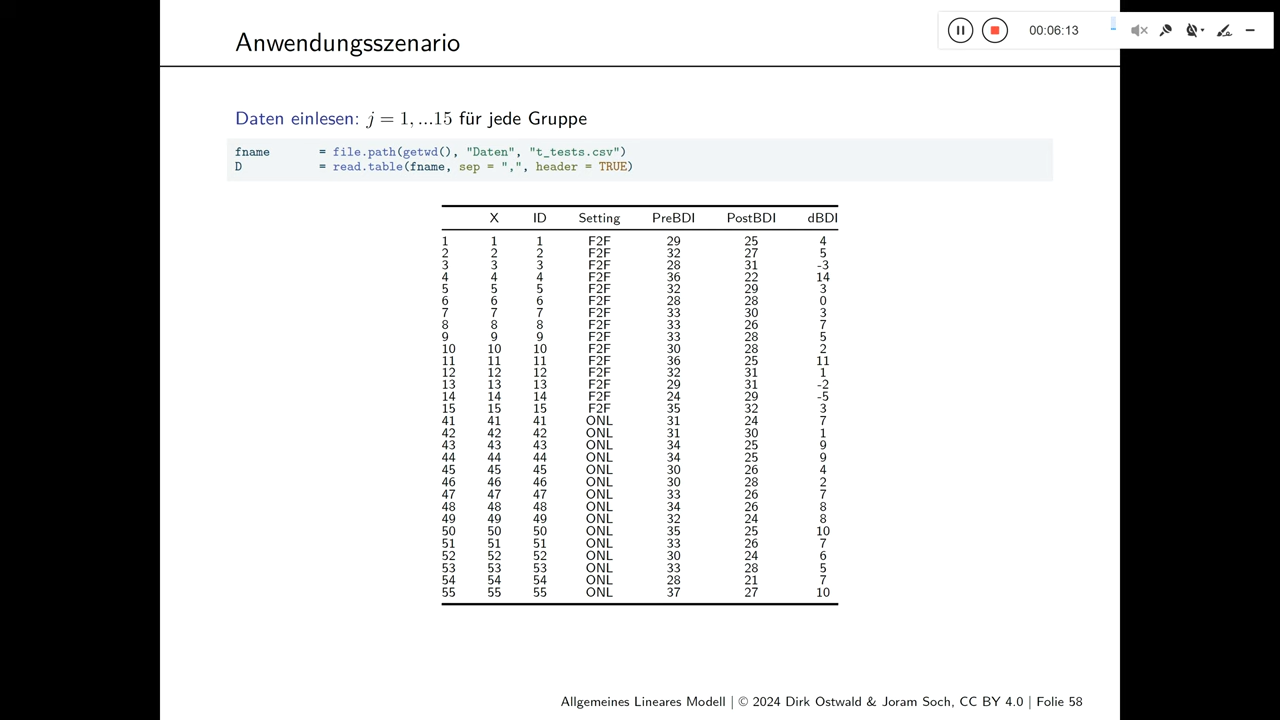 00:06:13
Anwendungsszenario
Daten einlesen: j = 1, ...15 für jede Gruppe
fname = file.path(getwd(), "Daten", "t_tests.csv")
D = read.table(fname, sep = ",", header = TRUE)
X ID Setting PreBDI PostBDI dBDI
1 1 1 F2F 29 25 4
2 2 2 F2F 32 27 5
3 3 3 F2F 28 31 -3
4 4 4 F2F 36 22 14
5 5 5 F2F 32 29 3
6 6 6 F2F 28 28 0
7 7 7 F2F 33 30 3
8 8 8 F2F 33 26 7
9 9 9 F2F 33 28 5
10 10 10 F2F 30 28 2
11 11 11 F2F 36 25 11
12 12 12 F2F 32 31 1
13 13 13 F2F 29 31 -2
14 14 14 F2F 24 29 -5
15 15 15 F2F 35 32 3
41 41 41 ONL 31 24 7
42 42 42 ONL 31 30 1
43 43 43 ONL 34 25 9
44 44 44 ONL 34 25 9
45 45 45 ONL 30 26 4
46 46 46 ONL 30 28 2
47 47 47 ONL 33 26 7
48 48 48 ONL 34 26 8
49 49 49 ONL 32 24 8
50 50 50 ONL 35 25 10
51 51 51 ONL 33 26 7
52 52 52 ONL 30 24 6
53 53 53 ONL 33 28 5
54 54 54 ONL 28 21 7
55 55 55 ONL 37 27 10
Allgemeines Lineares Modell | © 2024 Dirk Ostwald & Joram Soch, CC BY 4.0 | Folie 58